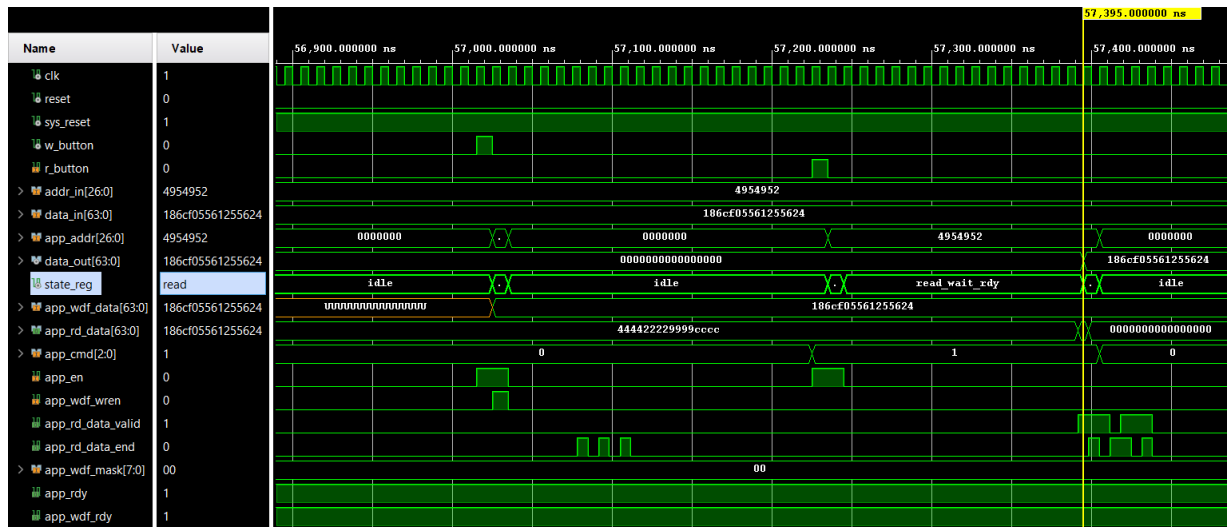 57,395.000000 ns
Name Value
56,900.000000 ns 57,000.000000 ns 57,100.000000 ns 57,200.000000 ns 57,300.000000 ns 57,400.000000 ns
clk 1
reset 0
sys_reset 1
w_button 0
r_button 0
addr_in[26:0] 4954952 4954952
data_in[63:0] 186cf05561255624 186cf05561255624
app_addr[26:0] 4954952 0000000 . 0000000 4954952 0000000
data_out[63:0] 186cf05561255624 0000000000000000 186cf05561255624
state_reg read idle . idle . read_wait_rdy . idle
app_wdf_data[63:0] 186cf05561255624 UUUUUUUUUUUUUUUU 186cf05561255624
app_rd_data[63:0] 186cf05561255624 444422229999cccc 0000000000000000
app_cmd[2:0] 1 0 1 0
app_en 0
app_wdf_wren 0
app_rd_data_valid 1
app_rd_data_end 0
app_wdf_mask[7:0] 00 00
app_rdy 1
app_wdf_rdy 1